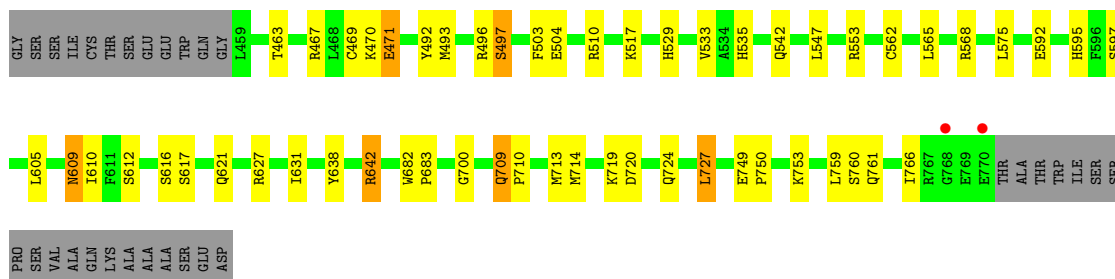 GLY SER SER ILE CYS THR SER GLU GLU TRP GLN GLY L459 T463 R467 L468 C469 K470 E471 Y492 M493 R496 S497 F503 E504 R510 K517 H529 V533 A534 H535 Q542 L547 R553 C562 L565 R568 L575 E592 H595 F596 S597
L605 N609 I610 F611 S612 S616 S617 Q621 R627 I631 Y638 R642 W682 P683 G700 Q709 P710 M713 M714 K719 D720 Q724 L727 E749 P750 K753 L759 S760 Q761 I766 R767 G768 E769 E770 THR ALA THR TRP ILE SER SER
PRO SER VAL ALA GLN LYS ALA ALA ALA SER GLU ASP